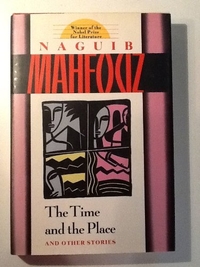 Winner of the
Nobel Prize
for Literature
NAGUIB
MAHFOUZ
The Time
and the Place
AND OTHER STORIES